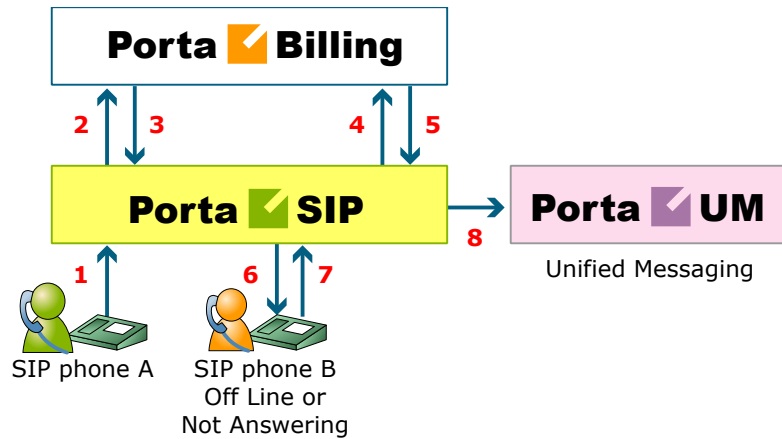 Porta Billing
2
3
4
5
Porta SIP
Porta UM
8
Unified Messaging
1
6
7
SIP phone A
SIP phone B
Off Line or
Not Answering